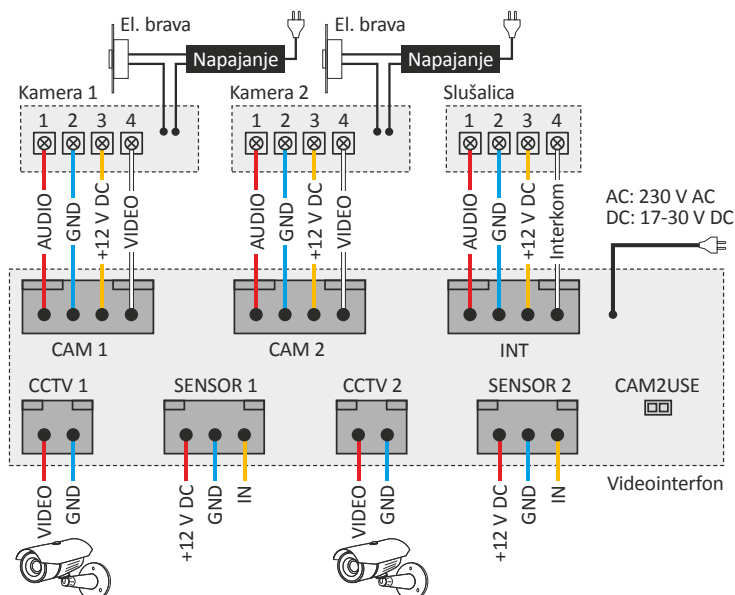 El. brava
El. brava
Napajanje
Napajanje
Kamera 1
Kamera 2
Slušalica
1 2 3 4
1 2 3 4
1 2 3 4
AUDIO
GND
+12 V DC
VIDEO
AUDIO
GND
+12 V DC
VIDEO
AUDIO
GND
+12 V DC
Interkom
AC: 230 V AC
DC: 17-30 V DC
CAM 1
CAM 2
INT
CCTV 1
SENSOR 1
CCTV 2
SENSOR 2
CAM2USE
Videointerfon
VIDEO
GND
+12 V DC
GND
IN
VIDEO
GND
+12 V DC
GND
IN